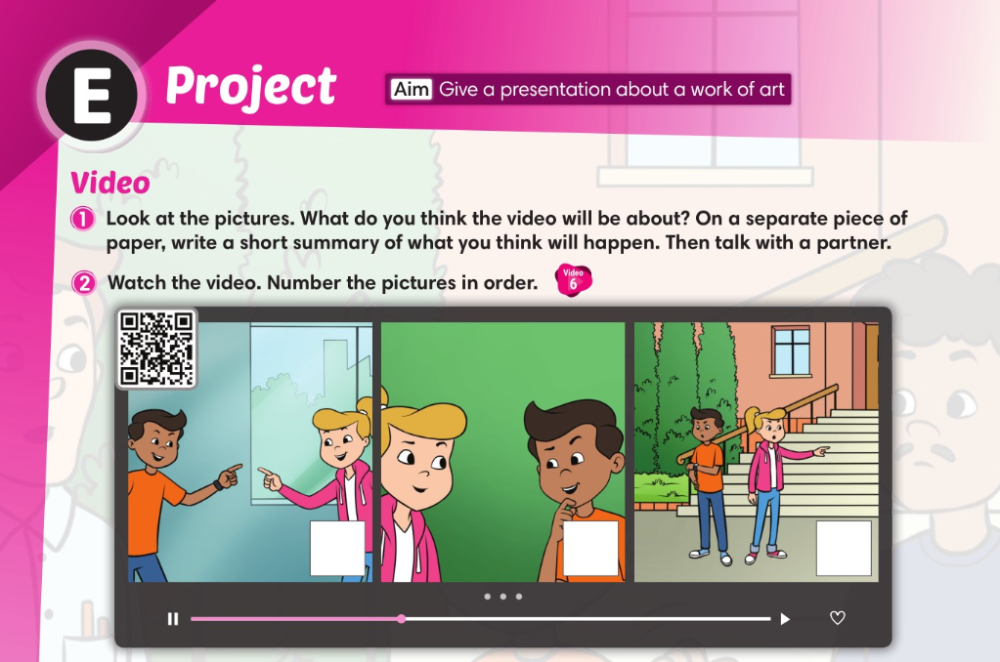 E
Project
Aim Give a presentation about a work of art
Video
1 Look at the pictures. What do you think the video will be about? On a separate piece of
paper, write a short summary of what you think will happen. Then talk with a partner.
2 Watch the video. Number the pictures in order.
Video
6